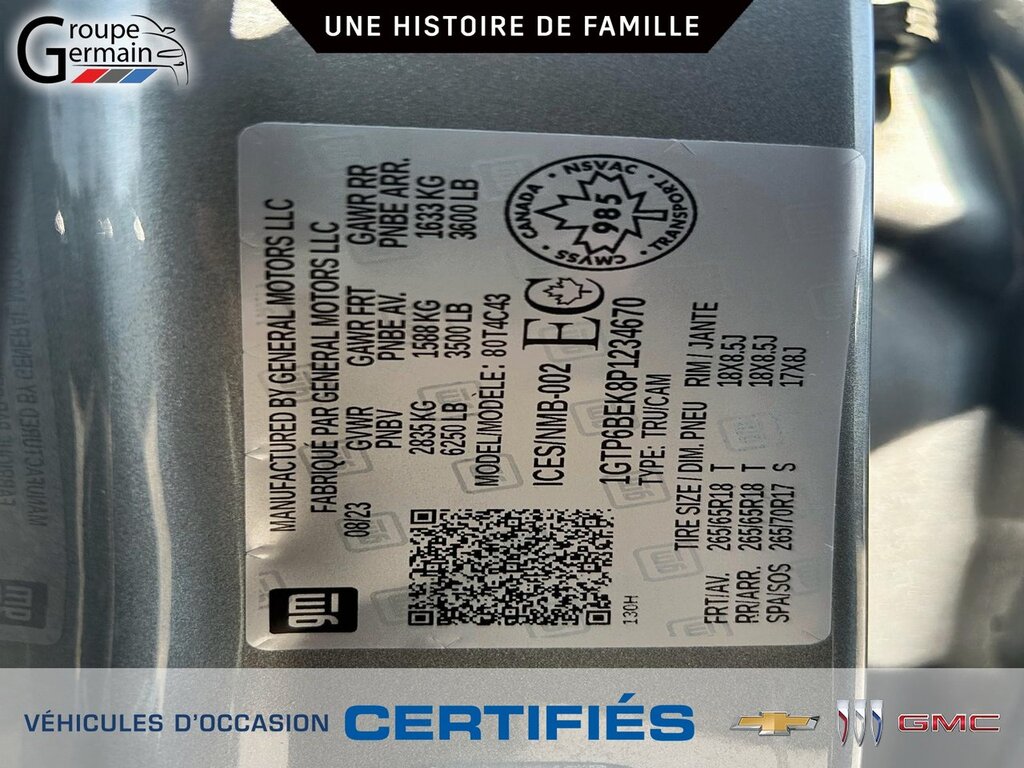 Groupe
Germain
UNE HISTOIRE DE FAMILLE
MANUFACTURED BY GENERAL MOTORS LLC
FABRIQUÉ PAR GENERAL MOTORS LLC
gm
08/23
GVWR GAWR FRT GAWR RR
PNBV PNBE AV. PNBE ARR.
2835 KG 1588 KG 1633 KG
6250 LB 3500 LB 3600 LB
MODEL/MODÈLE: 80T4C43
ICES/NMB-002
EC
CANADA • NSVAC • TRANSPORT • CMVSS
985
1GTP6BEK8P1234670
TYPE: TRU/CAM
130H
TIRE SIZE / DIM. PNEU RIM / JANTE
FRT/AV. 265/65R18 T 18X8.5J
RR/ARR. 265/65R18 T 18X8.5J
SPA/SOS 265/70R17 S 17X8J
VÉHICULES D'OCCASION CERTIFIÉS
GMC